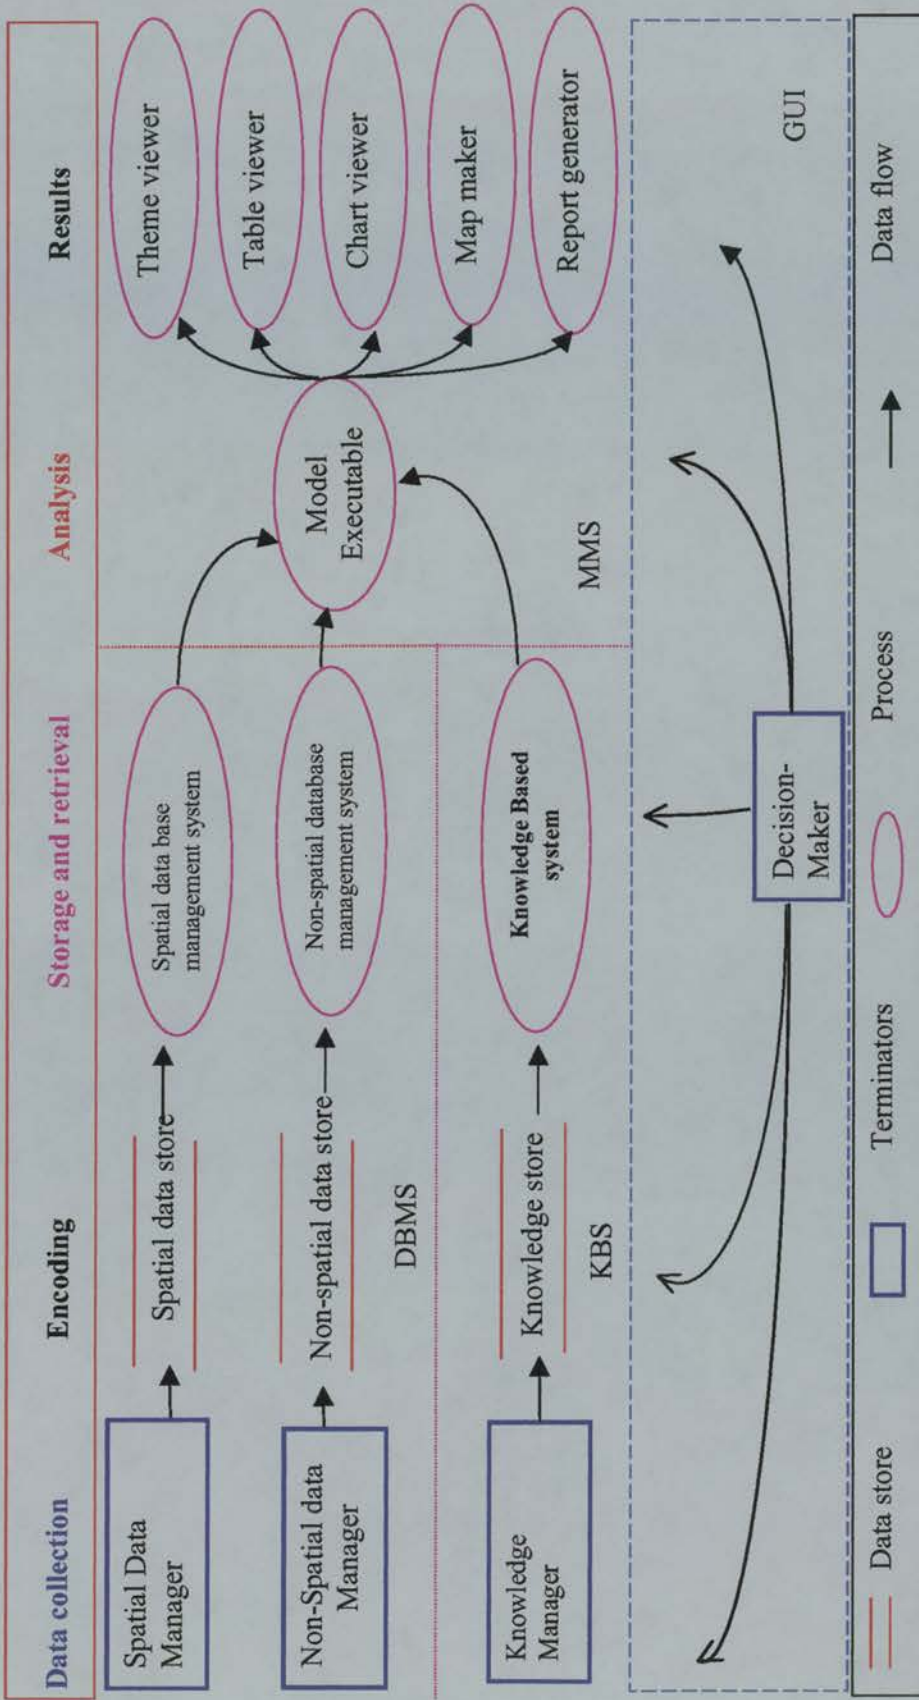 Data collection
Encoding
Storage and retrieval
Analysis
Results
Spatial Data
Manager
Spatial data store
Spatial data base
management system
Non-Spatial data
Manager
Non-spatial data store
Non-spatial database
management system
DBMS
Model
Executable
Theme viewer
Table viewer
Chart viewer
Map maker
Report generator
Knowledge
Manager
Knowledge store
Knowledge Based
system
KBS
MMS
Decision-
Maker
GUI
Data store
Terminators
Process
Data flow